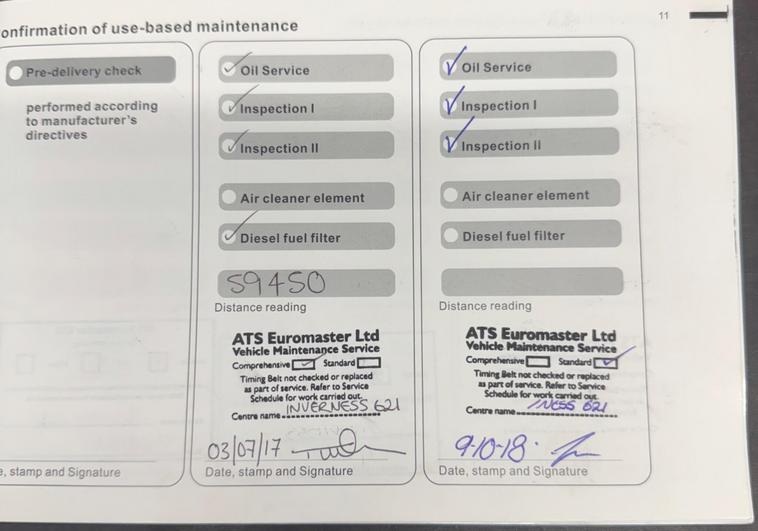 11
onfirmation of use-based maintenance
Pre-delivery check
performed according
to manufacturer's
directives
e, stamp and Signature
Oil Service
Inspection I
Inspection II
Air cleaner element
Diesel fuel filter
59450
Distance reading
ATS Euromaster Ltd
Vehicle Maintenance Service
Comprehensive Standard
Timing Belt not checked or replaced
as part of service. Refer to Service
Schedule for work carried out.
Centre name INVERNESS 621
03/07/17
Date, stamp and Signature
Oil Service
Inspection I
Inspection II
Air cleaner element
Diesel fuel filter
Distance reading
ATS Euromaster Ltd
Vehicle Maintenance Service
Comprehensive Standard
Timing Belt not checked or replaced
as part of service. Refer to Service
Schedule for work carried out.
Centre name INESS 621
9-10-18.
Date, stamp and Signature